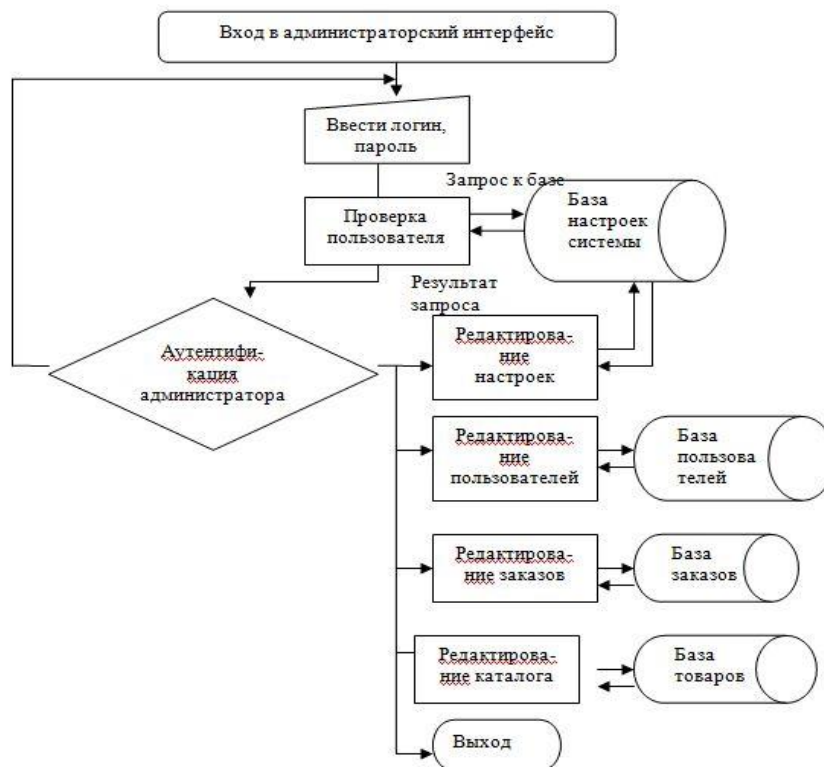 Вход в администраторский интерфейс
Ввести логин,
пароль
Запрос к базе
Проверка
пользователя
База
настроек
системы
Результат
запроса
Аутентифи-
кация
администратора
Редактирова-
ние
настроек
Редактирова-
ние
пользователей
База
пользова
телей
Редактирова-
ние заказов
База
заказов
Редактирова-
ние каталога
База
товаров
Выход